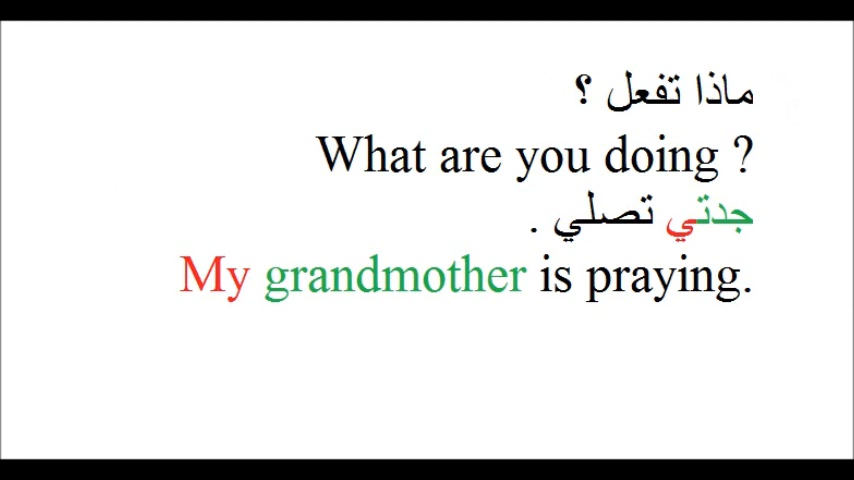 ماذا تفعل ؟
What are you doing ?
جدتي تصلي .
My grandmother is praying.